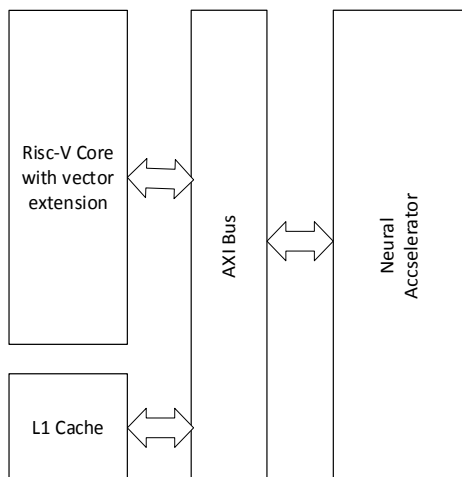 Risc-V Core
with vector
extension
AXI Bus
Neural
Accselerator
L1 Cache